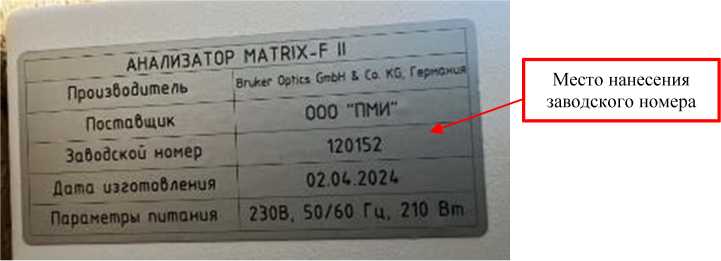 АНАЛИЗАТОР MATRIX-F II
Производитель Bruker Optics GmbH & Co. KG, Германия
Поставщик ООО "ПМИ"
Заводской номер 120152
Дата изготовления 02.04.2024
Параметры питания 230В, 50/60 Гц, 210 Вт
Место нанесения
заводского номера